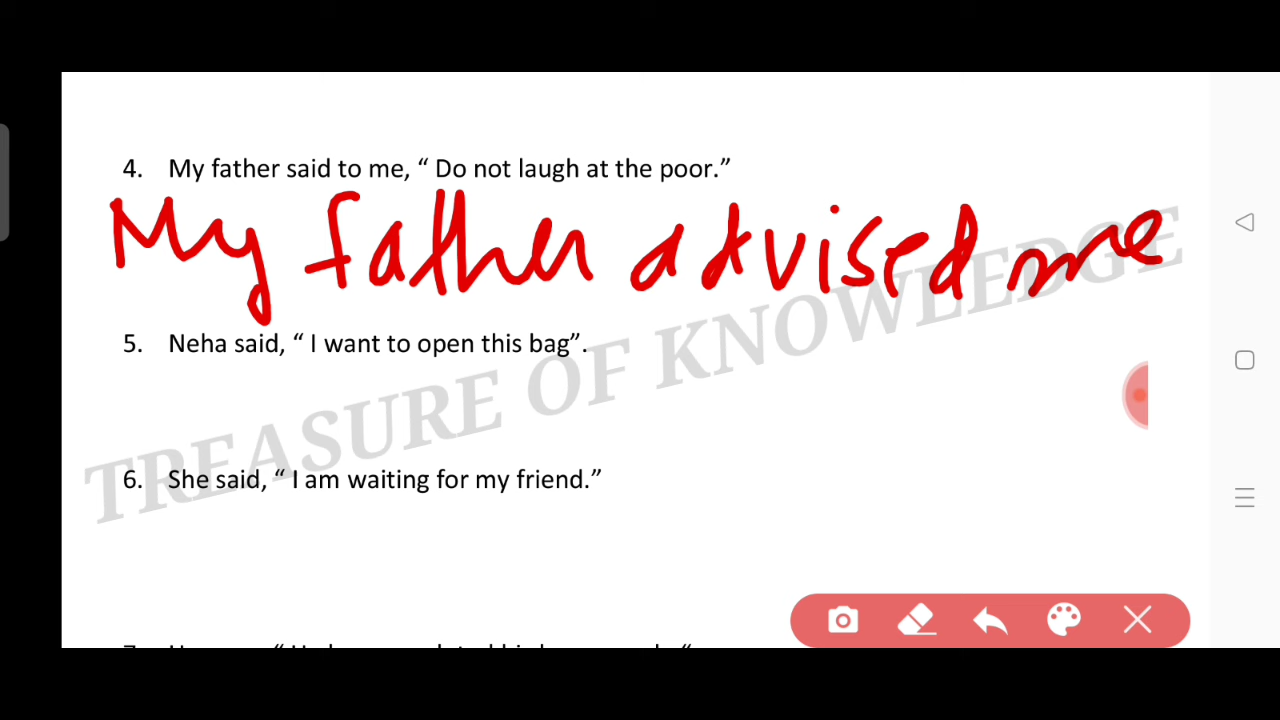 4. My father said to me, “ Do not laugh at the poor.”
My father advised me
5. Neha said, “ I want to open this bag”.
TREASURE OF KNOWLEDGE
6. She said, “ I am waiting for my friend.”